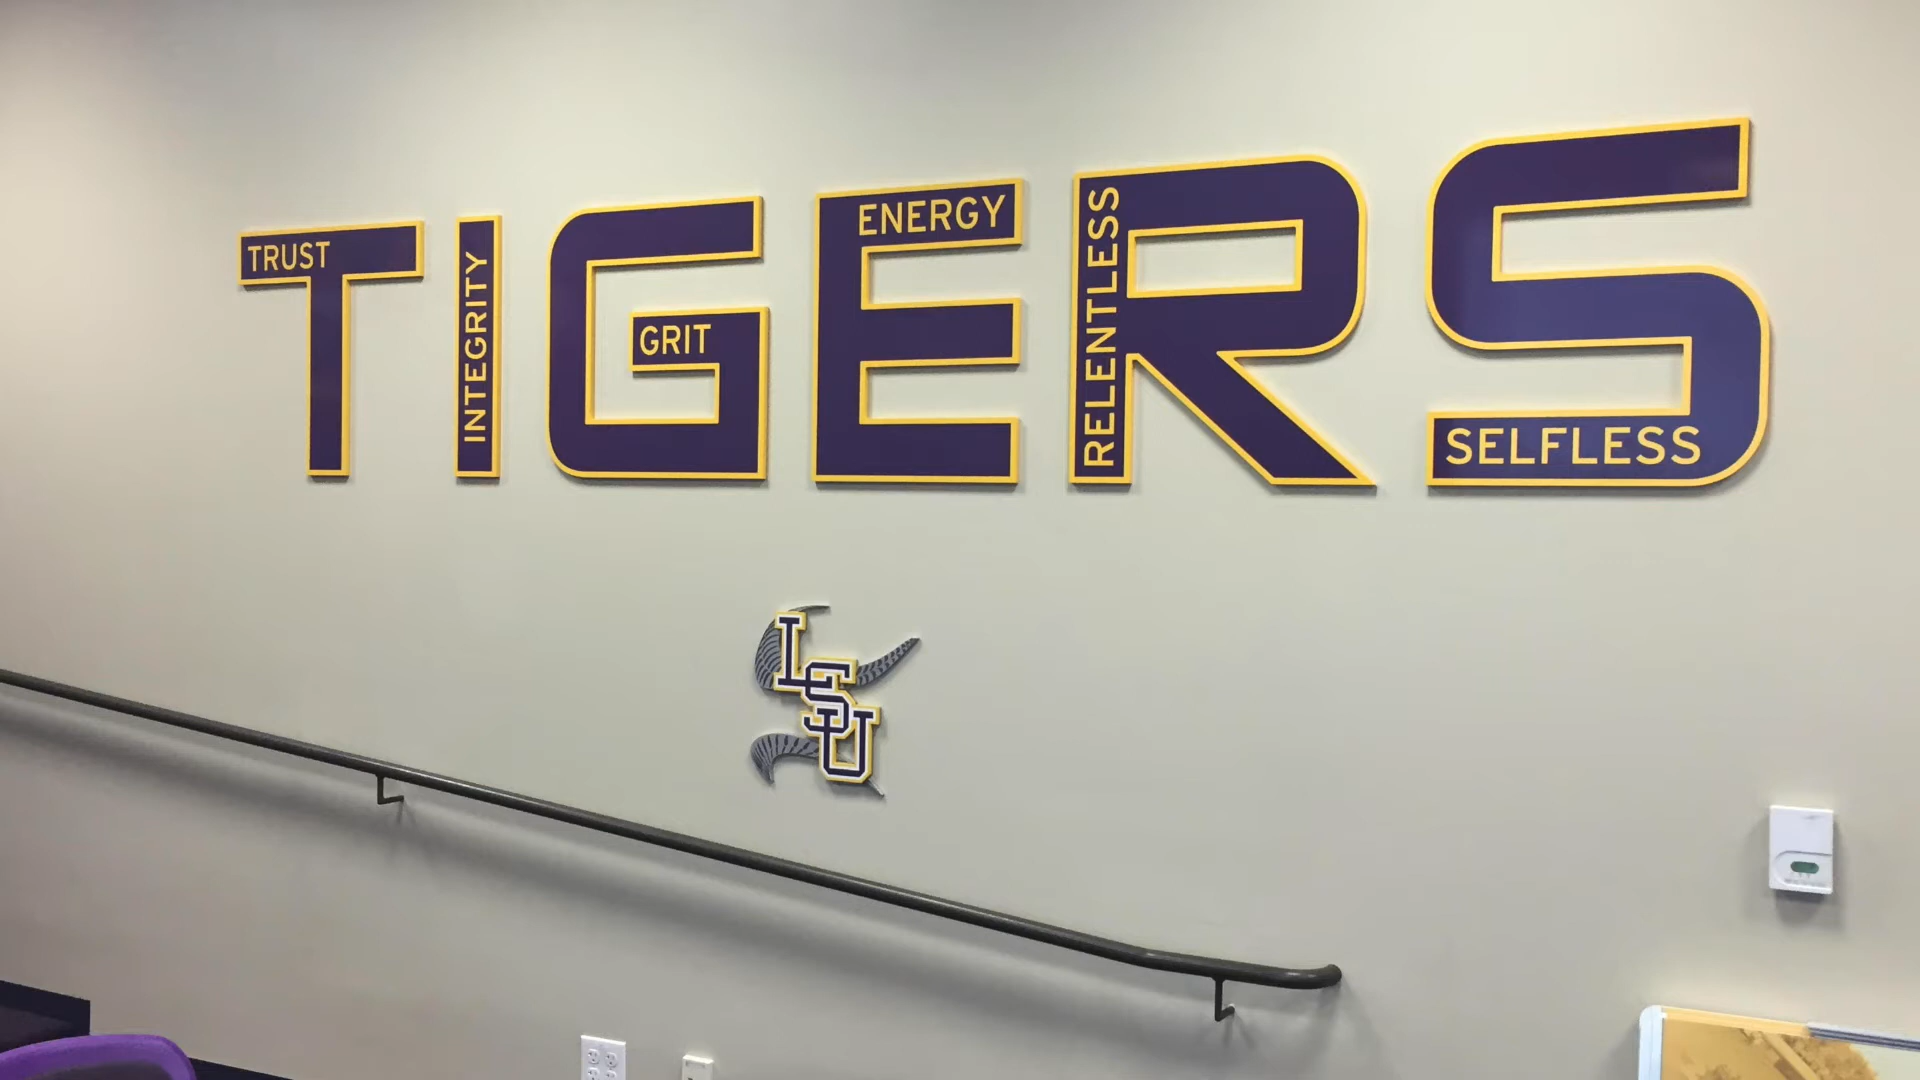 TIGERS
TRUST
INTEGRITY
GRIT
ENERGY
RELENTLESS
SELFLESS
LSU